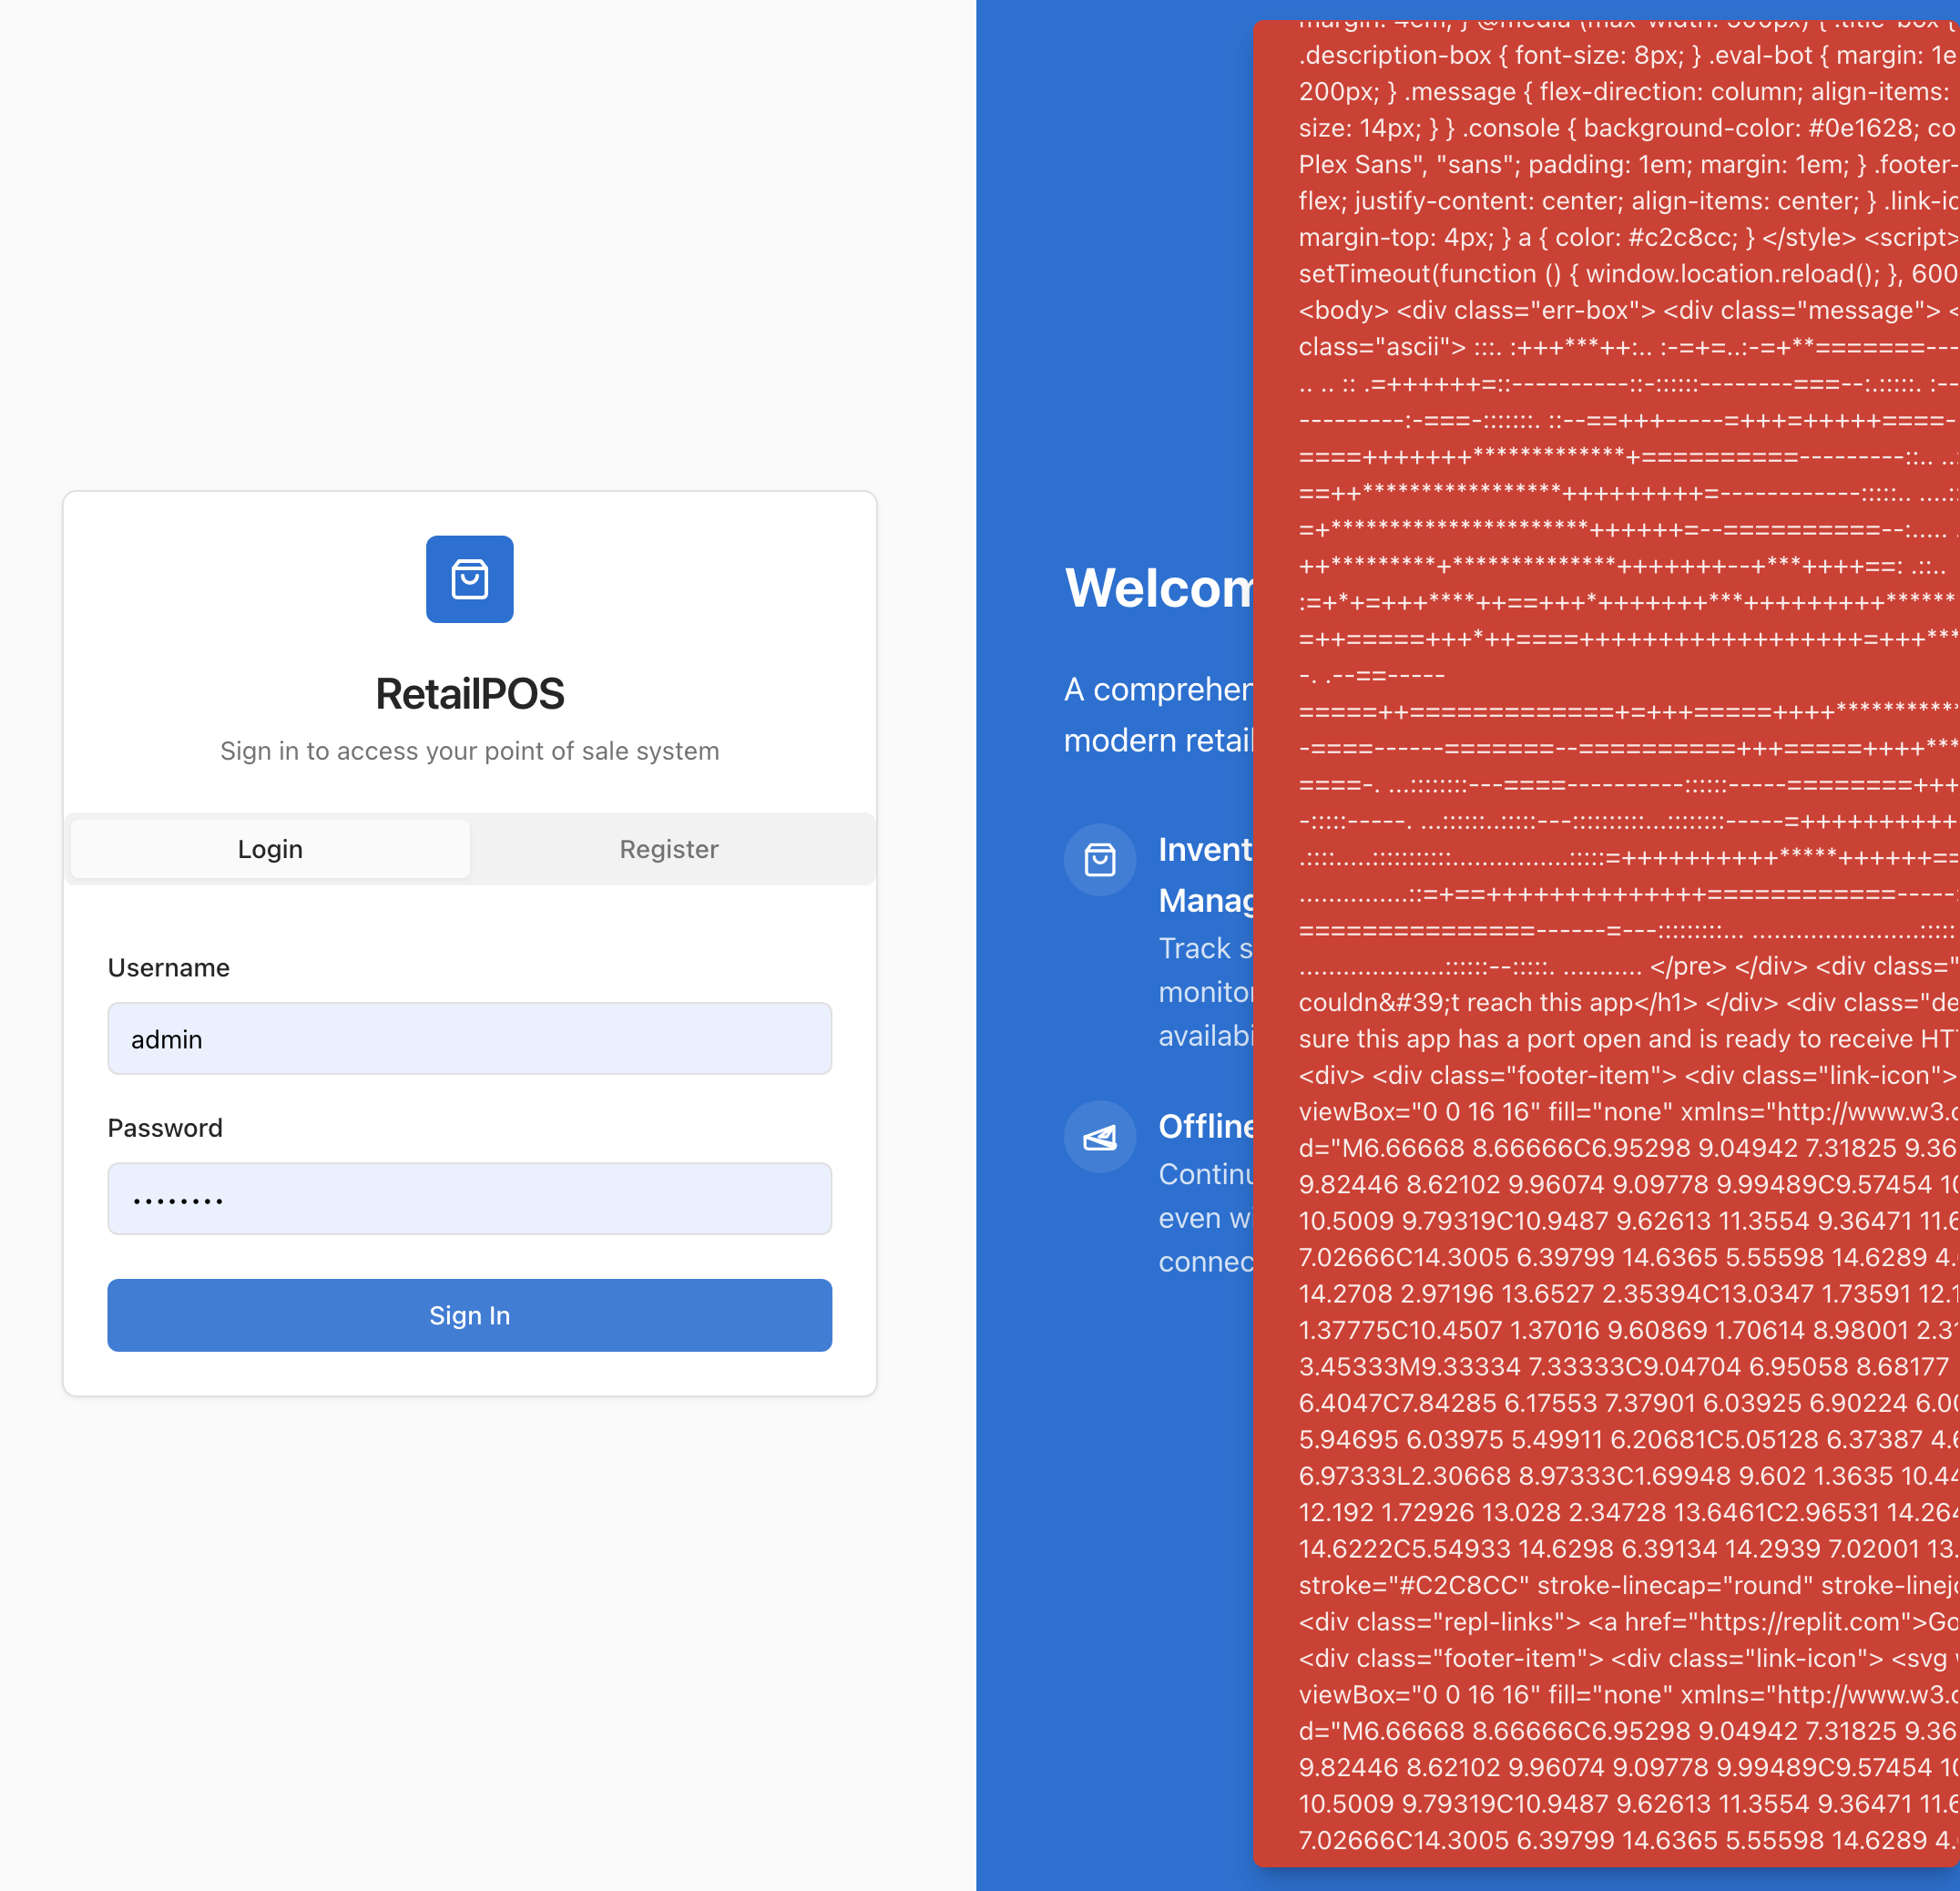 RetailPOS
Sign in to access your point of sale system
Login
Register
Username
admin
Password
••••••••
Sign In
Welcom
A comprehen
modern retail
Invent
Manag
Track s
monitor
availabi
Offline
Continu
even wi
connec
.description-box { font-size: 8px; } .eval-bot { margin: 1e
200px; } .message { flex-direction: column; align-items:
size: 14px; } } .console { background-color: #0e1628; co
Plex Sans", "sans"; padding: 1em; margin: 1em; } .footer-
flex; justify-content: center; align-items: center; } .link-ic
margin-top: 4px; } a { color: #c2c8cc; } </style> <script>
setTimeout(function () { window.location.reload(); }, 600
<body> <div class="err-box"> <div class="message"> <
class="ascii"> :::. :+++***++:.. :-=+=..:-=+**=======---
-. .--==-----
</pre> </div> <div class="
couldn&#39;t reach this app</h1> </div> <div class="de
sure this app has a port open and is ready to receive HT
<div> <div class="footer-item"> <div class="link-icon">
viewBox="0 0 16 16" fill="none" xmlns="http://www.w3.o
d="M6.66668 8.66666C6.95298 9.04942 7.31825 9.36
9.82446 8.62102 9.96074 9.09778 9.99489C9.57454 10
10.5009 9.79319C10.9487 9.62613 11.3554 9.36471 11.6
7.02666C14.3005 6.39799 14.6365 5.55598 14.6289 4.
14.2708 2.97196 13.6527 2.35394C13.0347 1.73591 12.1
1.37775C10.4507 1.37016 9.60869 1.70614 8.98001 2.31
3.45333M9.33334 7.33333C9.04704 6.95058 8.68177
6.4047C7.84285 6.17553 7.37901 6.03925 6.90224 6.00
5.94695 6.03975 5.49911 6.20681C5.05128 6.37387 4.6
6.97333L2.30668 8.97333C1.69948 9.602 1.3635 10.44
12.192 1.72926 13.028 2.34728 13.6461C2.96531 14.264
14.6222C5.54933 14.6298 6.39134 14.2939 7.02001 13.
stroke="#C2C8CC" stroke-linecap="round" stroke-linejo
<div class="repl-links"> <a href="https://replit.com">Go
<div class="footer-item"> <div class="link-icon"> <svg
viewBox="0 0 16 16" fill="none" xmlns="http://www.w3.o
d="M6.66668 8.66666C6.95298 9.04942 7.31825 9.36
9.82446 8.62102 9.96074 9.09778 9.99489C9.57454 10
10.5009 9.79319C10.9487 9.62613 11.3554 9.36471 11.6
7.02666C14.3005 6.39799 14.6365 5.55598 14.6289 4.